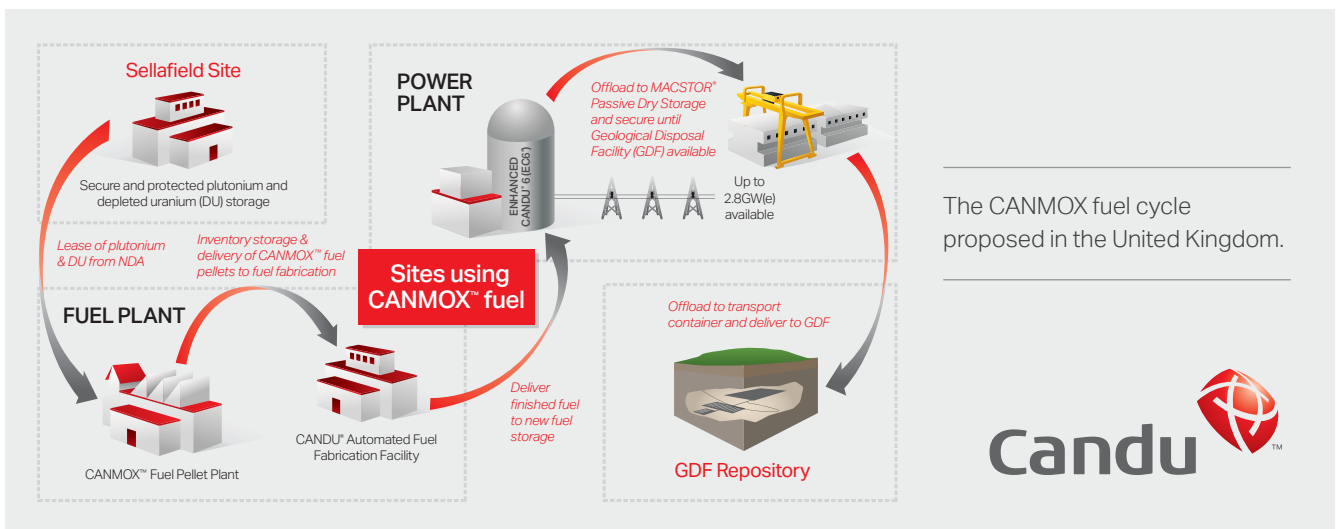 Sellafield Site
Secure and protected plutonium and
depleted uranium (DU) storage
Lease of plutonium
& DU from NDA
Inventory storage &
delivery of CANMOX™ fuel
pellets to fuel fabrication
FUEL PLANT
CANMOX™ Fuel Pellet Plant
CANDU® Automated Fuel
Fabrication Facility
Sites using
CANMOX™ fuel
Deliver
finished fuel
to new fuel
storage
POWER
PLANT
ENHANCED
CANDU® 6 (EC6®)
Offload to MACSTOR®
Passive Dry Storage
and secure until
Geological Disposal
Facility (GDF) available
Up to
2.8GW(e)
available
Offload to transport
container and deliver to GDF
GDF Repository
The CANMOX fuel cycle
proposed in the United Kingdom.
Candu
TM